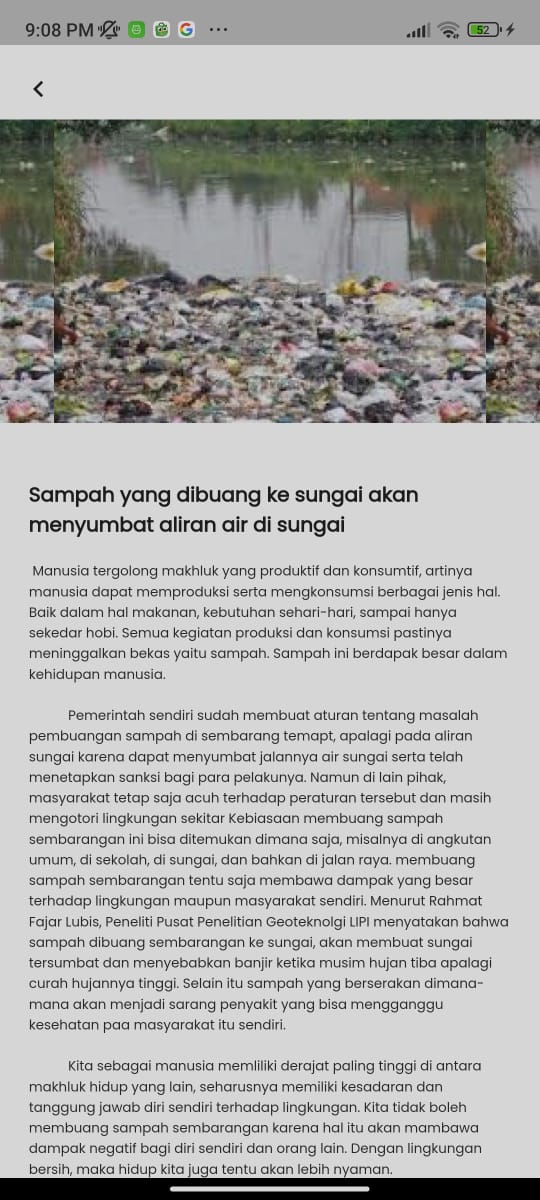 9:08 PM
52
Sampah yang dibuang ke sungai akan
menyumbat aliran air di sungai
Manusia tergolong makhluk yang produktif dan konsumtif, artinya
manusia dapat memproduksi serta mengkonsumsi berbagai jenis hal.
Baik dalam hal makanan, kebutuhan sehari-hari, sampai hanya
sekedar hobi. Semua kegiatan produksi dan konsumsi pastinya
meninggalkan bekas yaitu sampah. Sampah ini berdapak besar dalam
kehidupan manusia.
Pemerintah sendiri sudah membuat aturan tentang masalah
pembuangan sampah di sembarang temapt, apalagi pada aliran
sungai karena dapat menyumbat jalannya air sungai serta telah
menetapkan sanksi bagi para pelakunya. Namun di lain pihak,
masyarakat tetap saja acuh terhadap peraturan tersebut dan masih
mengotori lingkungan sekitar Kebiasaan membuang sampah
sembarangan ini bisa ditemukan dimana saja, misalnya di angkutan
umum, di sekolah, di sungai, dan bahkan di jalan raya. membuang
sampah sembarangan tentu saja membawa dampak yang besar
terhadap lingkungan maupun masyarakat sendiri. Menurut Rahmat
Fajar Lubis, Peneliti Pusat Penelitian Geoteknolgi LIPI menyatakan bahwa
sampah dibuang sembarangan ke sungai, akan membuat sungai
tersumbat dan menyebabkan banjir ketika musim hujan tiba apalagi
curah hujannya tinggi. Selain itu sampah yang berserakan dimana-
mana akan menjadi sarang penyakit yang bisa mengganggu
kesehatan paa masyarakat itu sendiri.
Kita sebagai manusia memliliki derajat paling tinggi di antara
makhluk hidup yang lain, seharusnya memiliki kesadaran dan
tanggung jawab diri sendiri terhadap lingkungan. Kita tidak boleh
membuang sampah sembarangan karena hal itu akan mambawa
dampak negatif bagi diri sendiri dan orang lain. Dengan lingkungan
bersih, maka hidup kita juga tentu akan lebih nyaman.